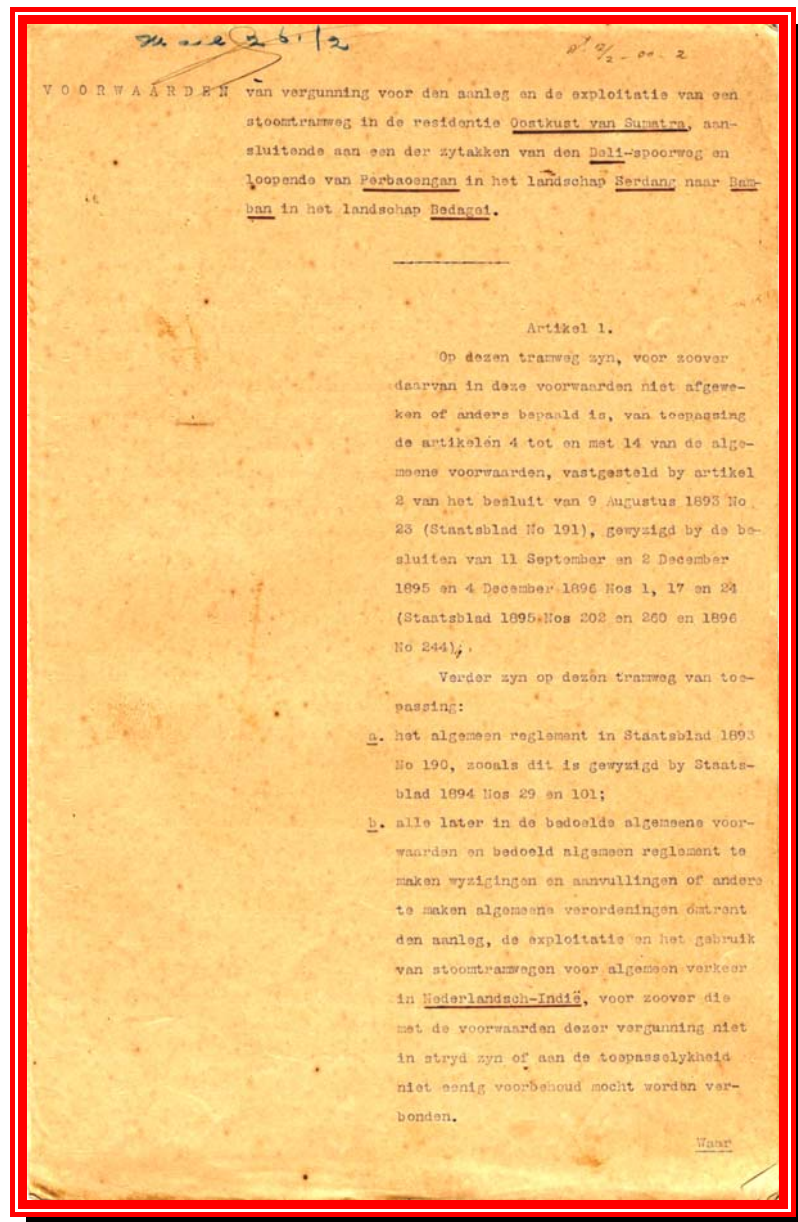 V O O R W A A R D E N van vergunning voor den aanleg en de exploitatie van een
stoomtramweg in de residentie Oostkust van Sumatra, aan-
sluitende aan een der zytakken van den Deli-spoorweg en
loopende van Perbaoengan in het landschap Serdang naar Bam-
ban in het landschap Bedagei.
Artikel 1.
Op dezen tramweg zyn, voor zoover
daarvan in deze voorwaarden niet afgewe-
ken of anders bepaald is, van toepassing
de artikelen 4 tot en met 14 van de alge-
meene voorwaarden, vastgesteld by artikel
2 van het besluit van 9 Augustus 1893 No
23 (Staatsblad No 191), gewyzigd by de be-
sluiten van 11 September en 2 December
1895 en 4 December 1896 Nos 1, 17 en 24
(Staatsblad 1895 Nos 202 en 260 en 1896
No 244);
Verder zyn op dezen tramweg van toe-
passing:
a. het algemeen reglement in Staatsblad 1893
No 190, zooals dit is gewyzigd by Staats-
blad 1894 Nos 29 en 101;
b. alle later in de bedoelde algemeene voor-
waarden en bedoeld algemeen reglement te
maken wyzigingen en aanvullingen of andere
te maken algemeene verordeningen omtrent
den aanleg, de exploitatie en het gebruik
van stoomtramwegen voor algemeen verkeer
in Nederlandsch-Indië, voor zoover die
met de voorwaarden dezer vergunning niet
in stryd zyn of aan de toepasselykheid
niet eenig voorbehoud mocht worden ver-
bonden.
Waar